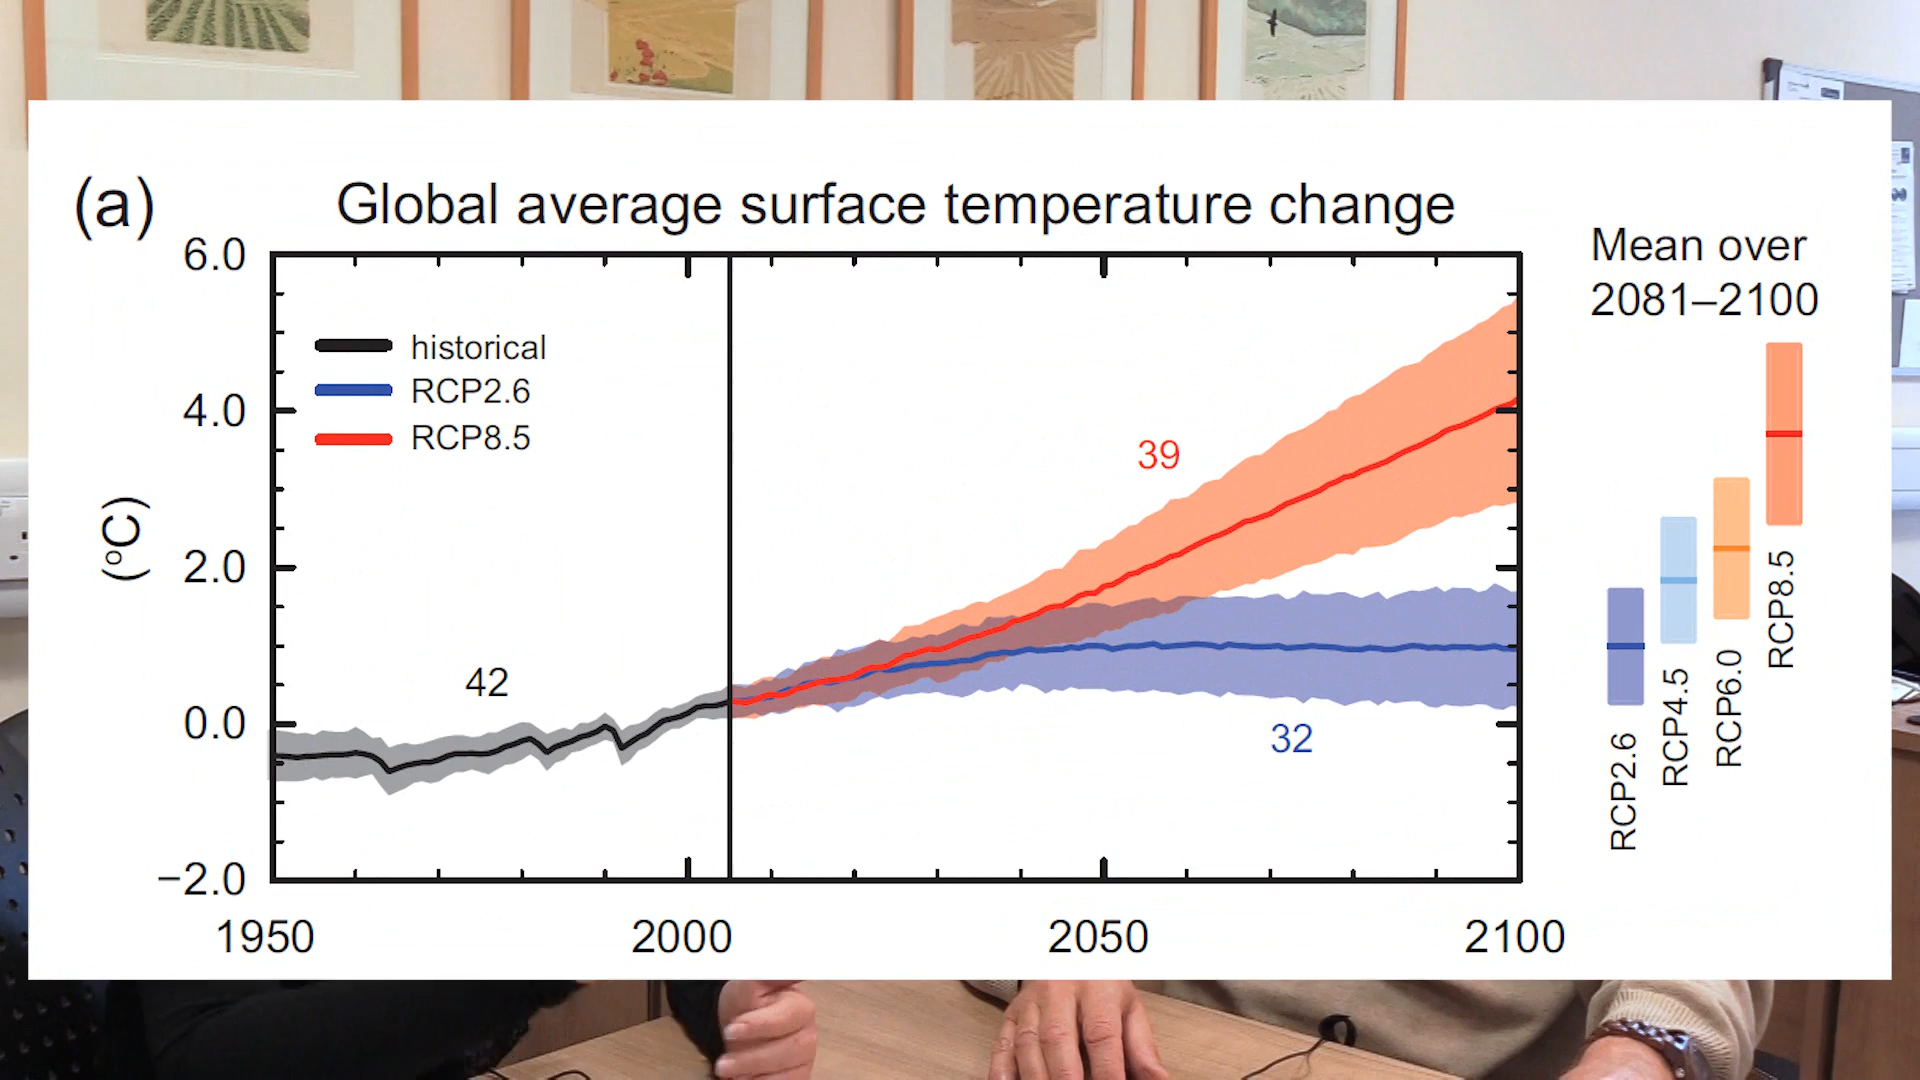 (a)
Global average surface temperature change
Mean over
2081–2100
6.0
4.0
2.0
0.0
−2.0
(°C)
historical
RCP2.6
RCP8.5
42
39
32
1950
2000
2050
2100
RCP2.6
RCP4.5
RCP6.0
RCP8.5